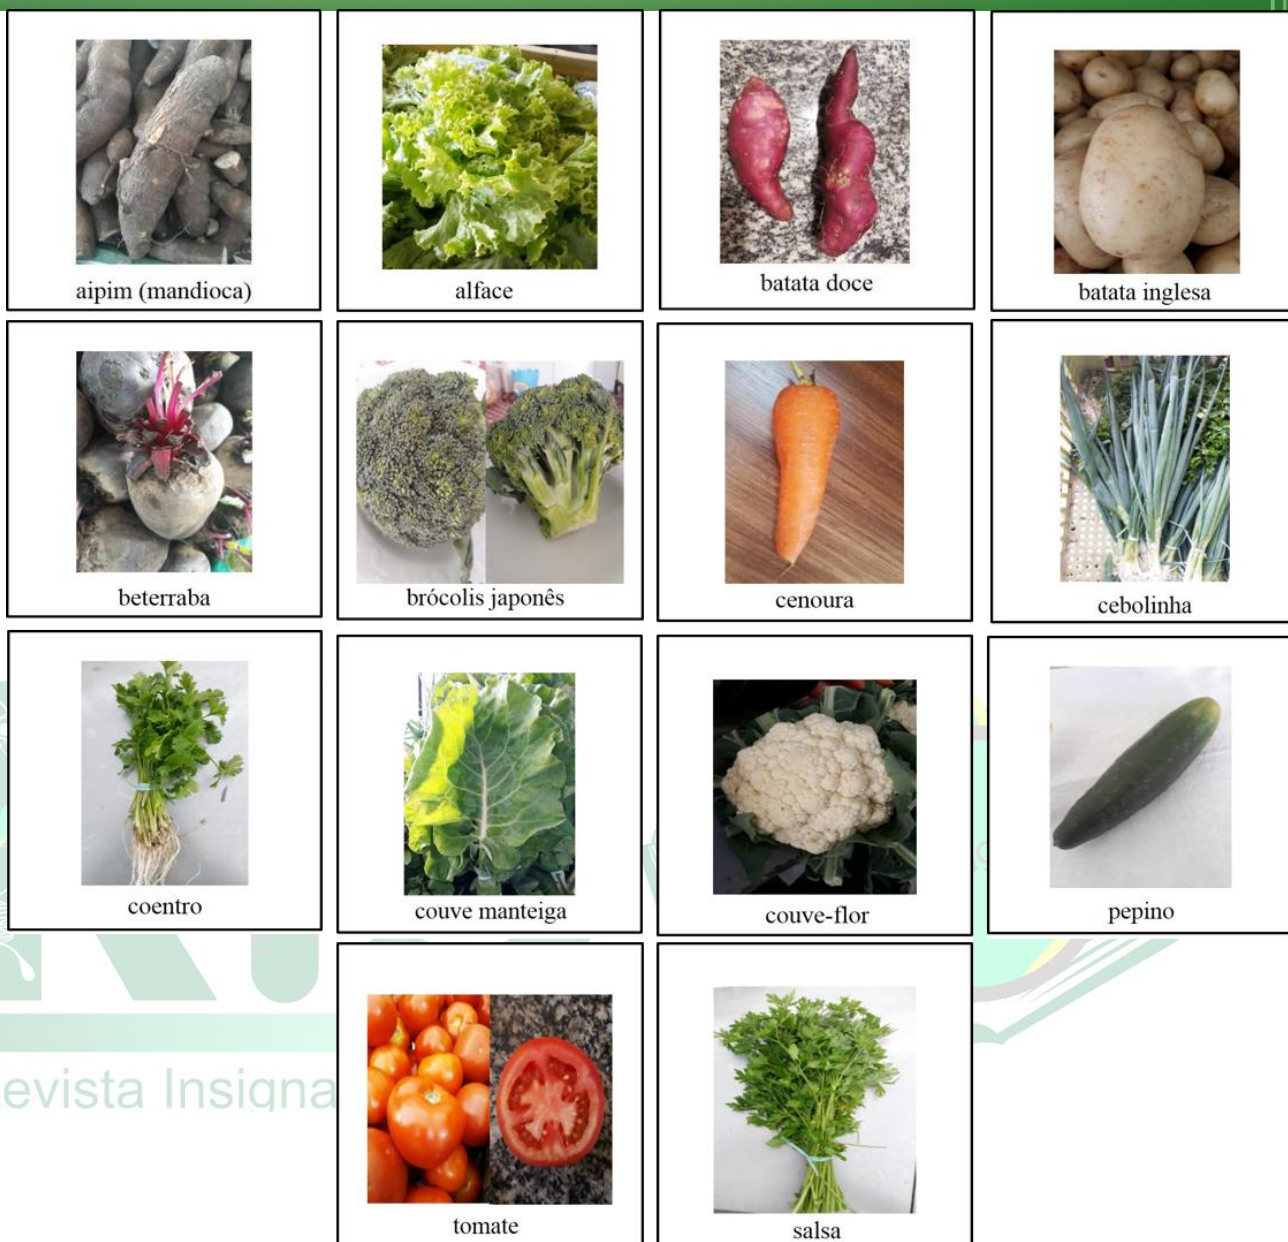 aipim (mandioca)
alface
batata doce
batata inglesa
beterraba
brócolis japonês
cenoura
cebolinha
coentro
couve manteiga
couve-flor
pepino
evista Insigna
tomate
salsa